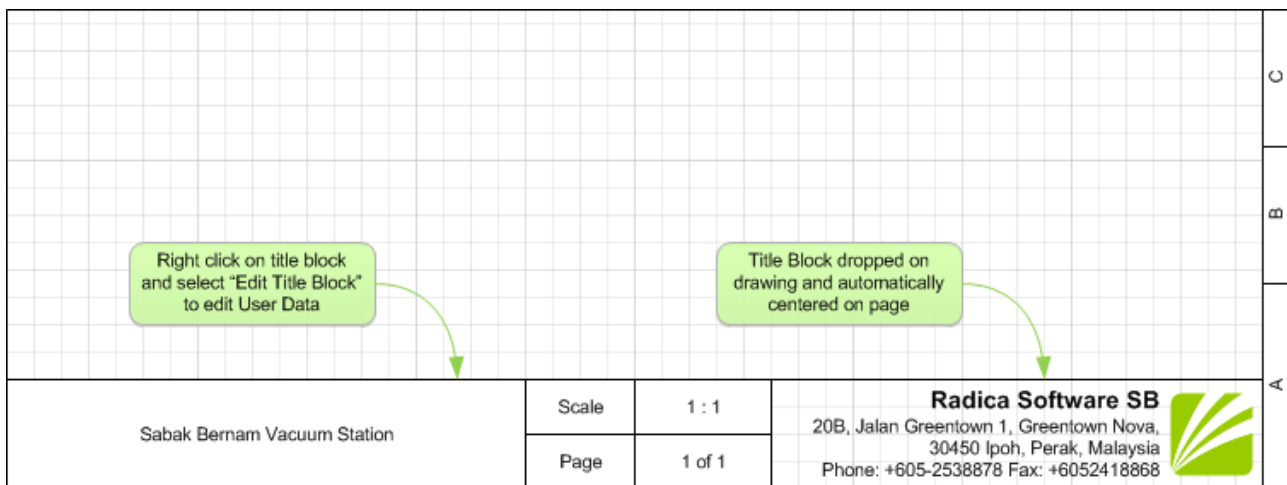 C
B
A
Right click on title block
and select “Edit Title Block”
to edit User Data
Title Block dropped on
drawing and automatically
centered on page
Sabak Bernam Vacuum Station
Scale
1 : 1
Page
1 of 1
Radica Software SB
20B, Jalan Greentown 1, Greentown Nova,
30450 Ipoh, Perak, Malaysia
Phone: +605-2538878 Fax: +6052418868